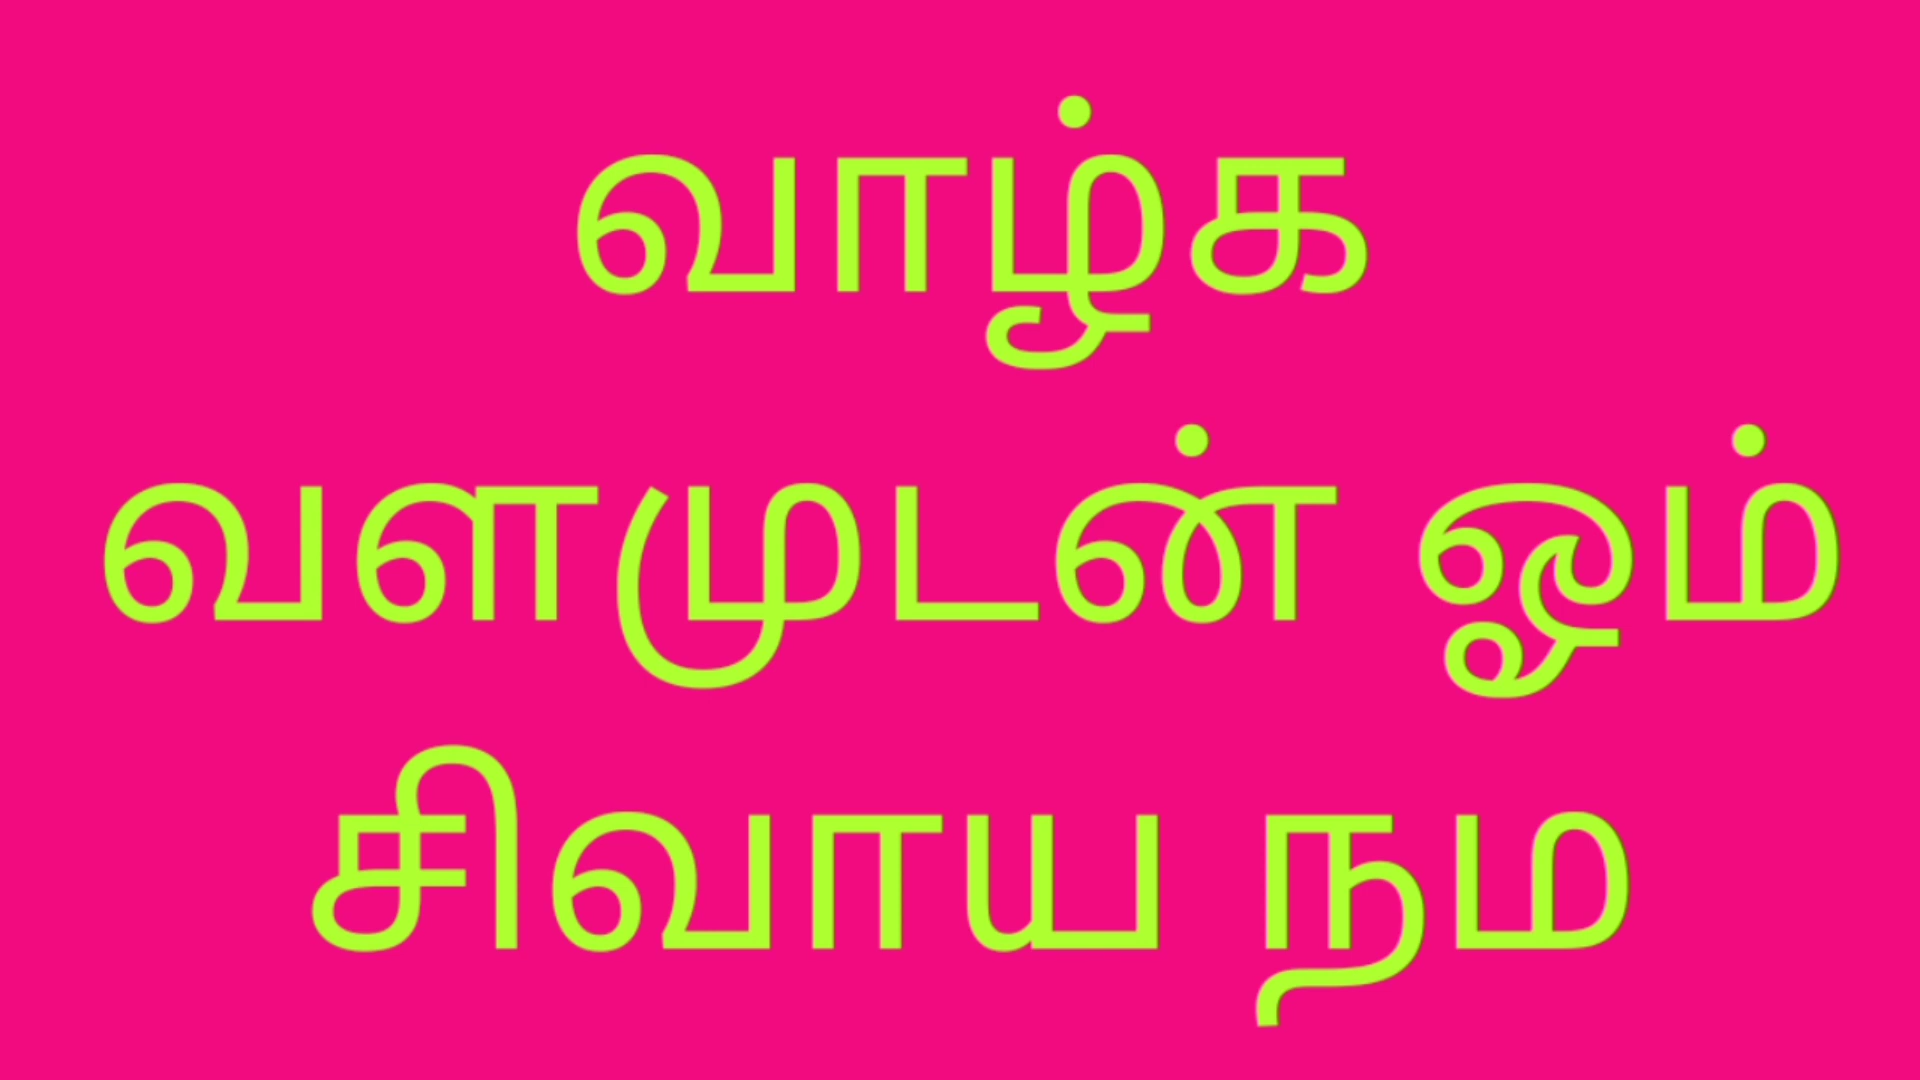 வாழ்க
வளமுடன் ஓம்
சிவாய நம